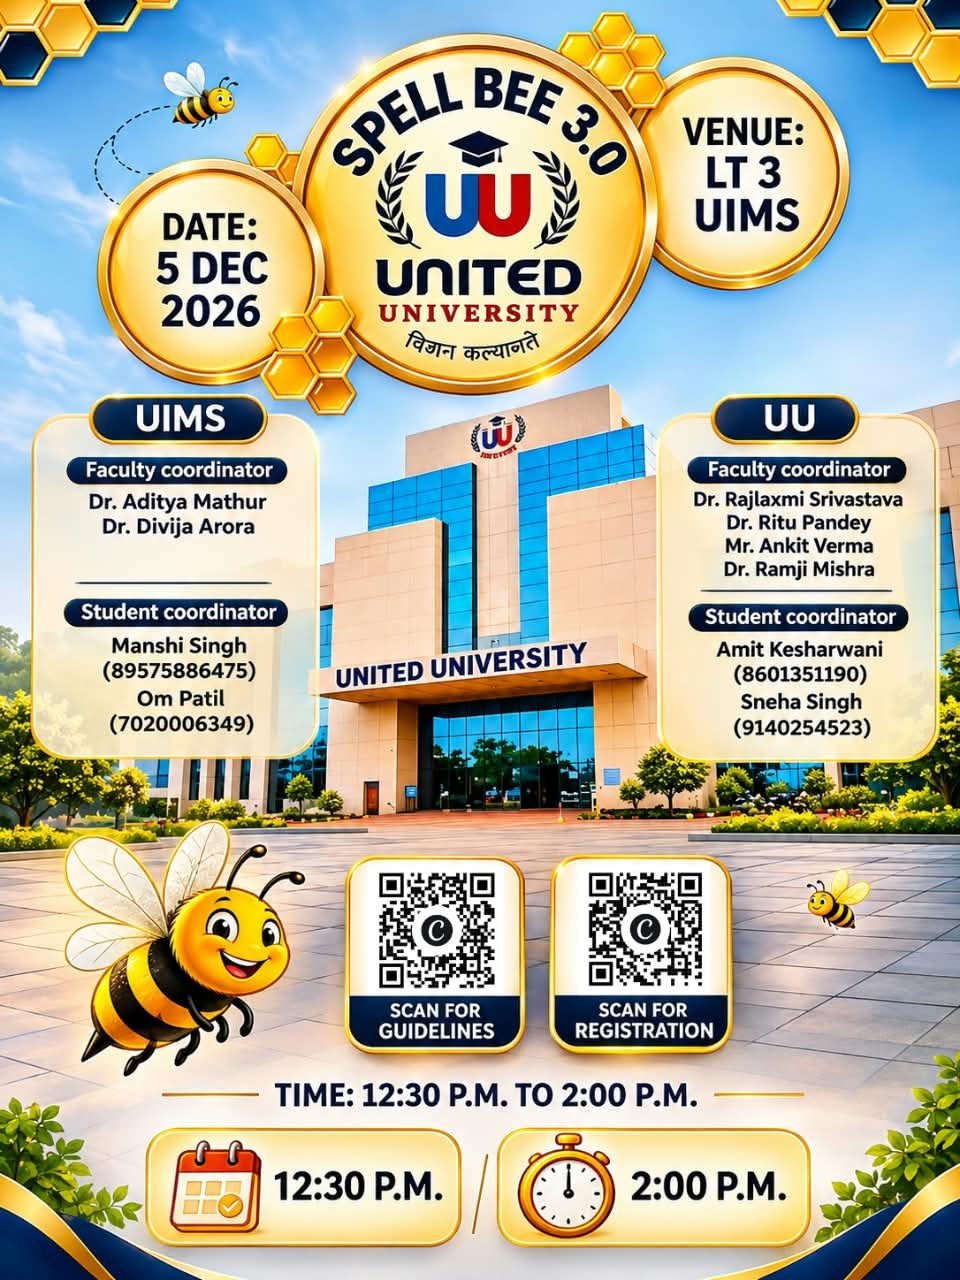 SPELL BEE 3.0
UU
UNITED
UNIVERSITY
DATE:
5 DEC
2026
VENUE:
LT 3
UIMS
UIMS
Faculty coordinator
Dr. Aditya Mathur
Dr. Divija Arora
Student coordinator
Manshi Singh
(89575886475)
Om Patil
(7020006349)
UU
Faculty coordinator
Dr. Rajlaxmi Srivastava
Dr. Ritu Pandey
Mr. Ankit Verma
Dr. Ramji Mishra
Student coordinator
Amit Kesharwani
(8601351190)
Sneha Singh
(9140254523)
UU
UNITED UNIVERSITY
C
SCAN FOR
GUIDELINES
C
SCAN FOR
REGISTRATION
TIME: 12:30 P.M. TO 2:00 P.M.
12:30 P.M.
2:00 P.M.